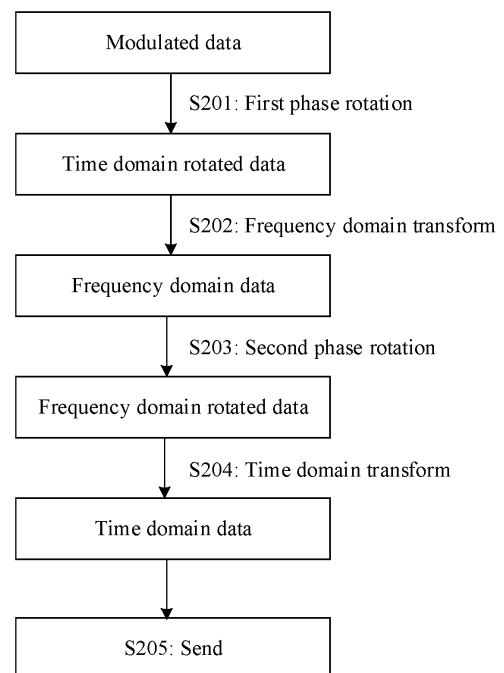 Modulated data
S201: First phase rotation
Time domain rotated data
S202: Frequency domain transform
Frequency domain data
S203: Second phase rotation
Frequency domain rotated data
S204: Time domain transform
Time domain data
S205: Send